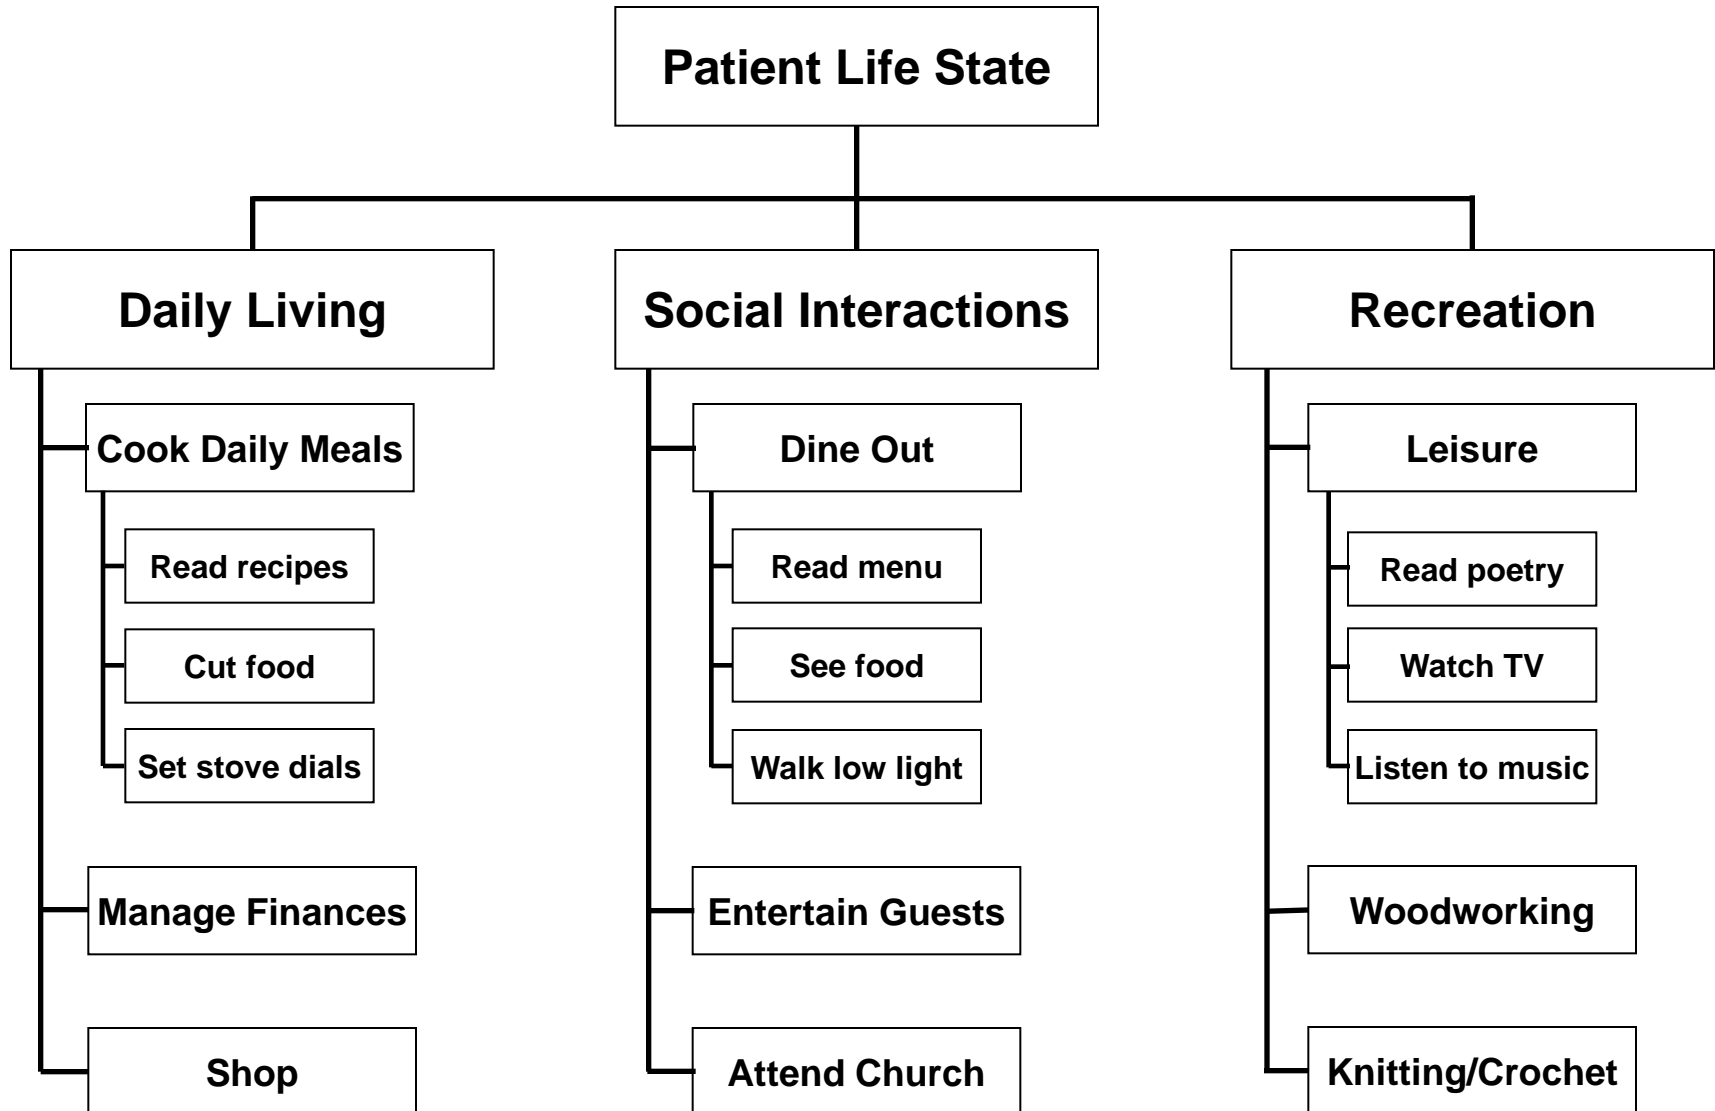 Patient Life State
Daily Living
Cook Daily Meals
Read recipes
Cut food
Set stove dials
Manage Finances
Shop
Social Interactions
Dine Out
Read menu
See food
Walk low light
Entertain Guests
Attend Church
Recreation
Leisure
Read poetry
Watch TV
Listen to music
Woodworking
Knitting/Crochet